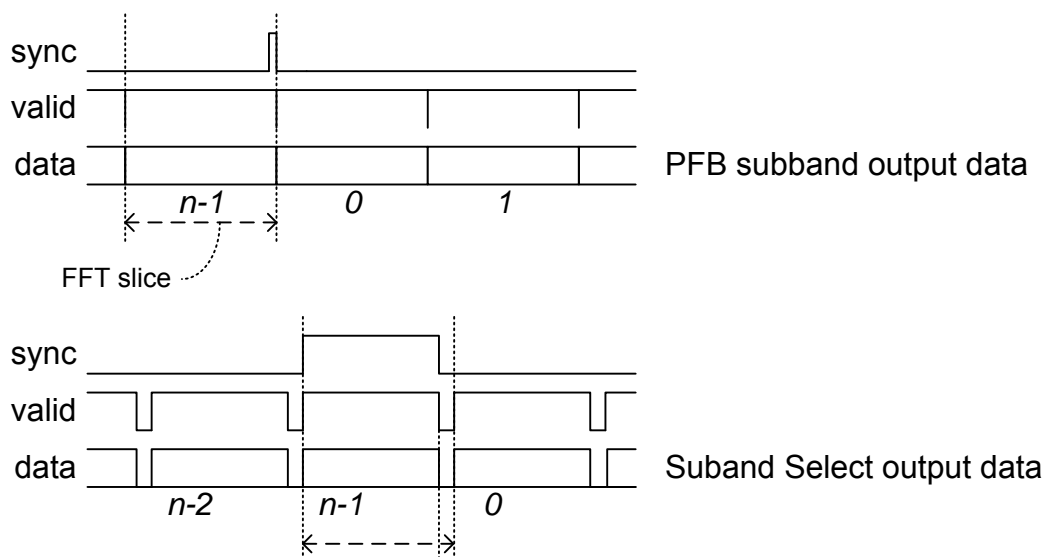 sync
valid
data
PFB subband output data
n-1 0 1
FFT slice
sync
valid
data
Suband Select output data
n-2 n-1 0